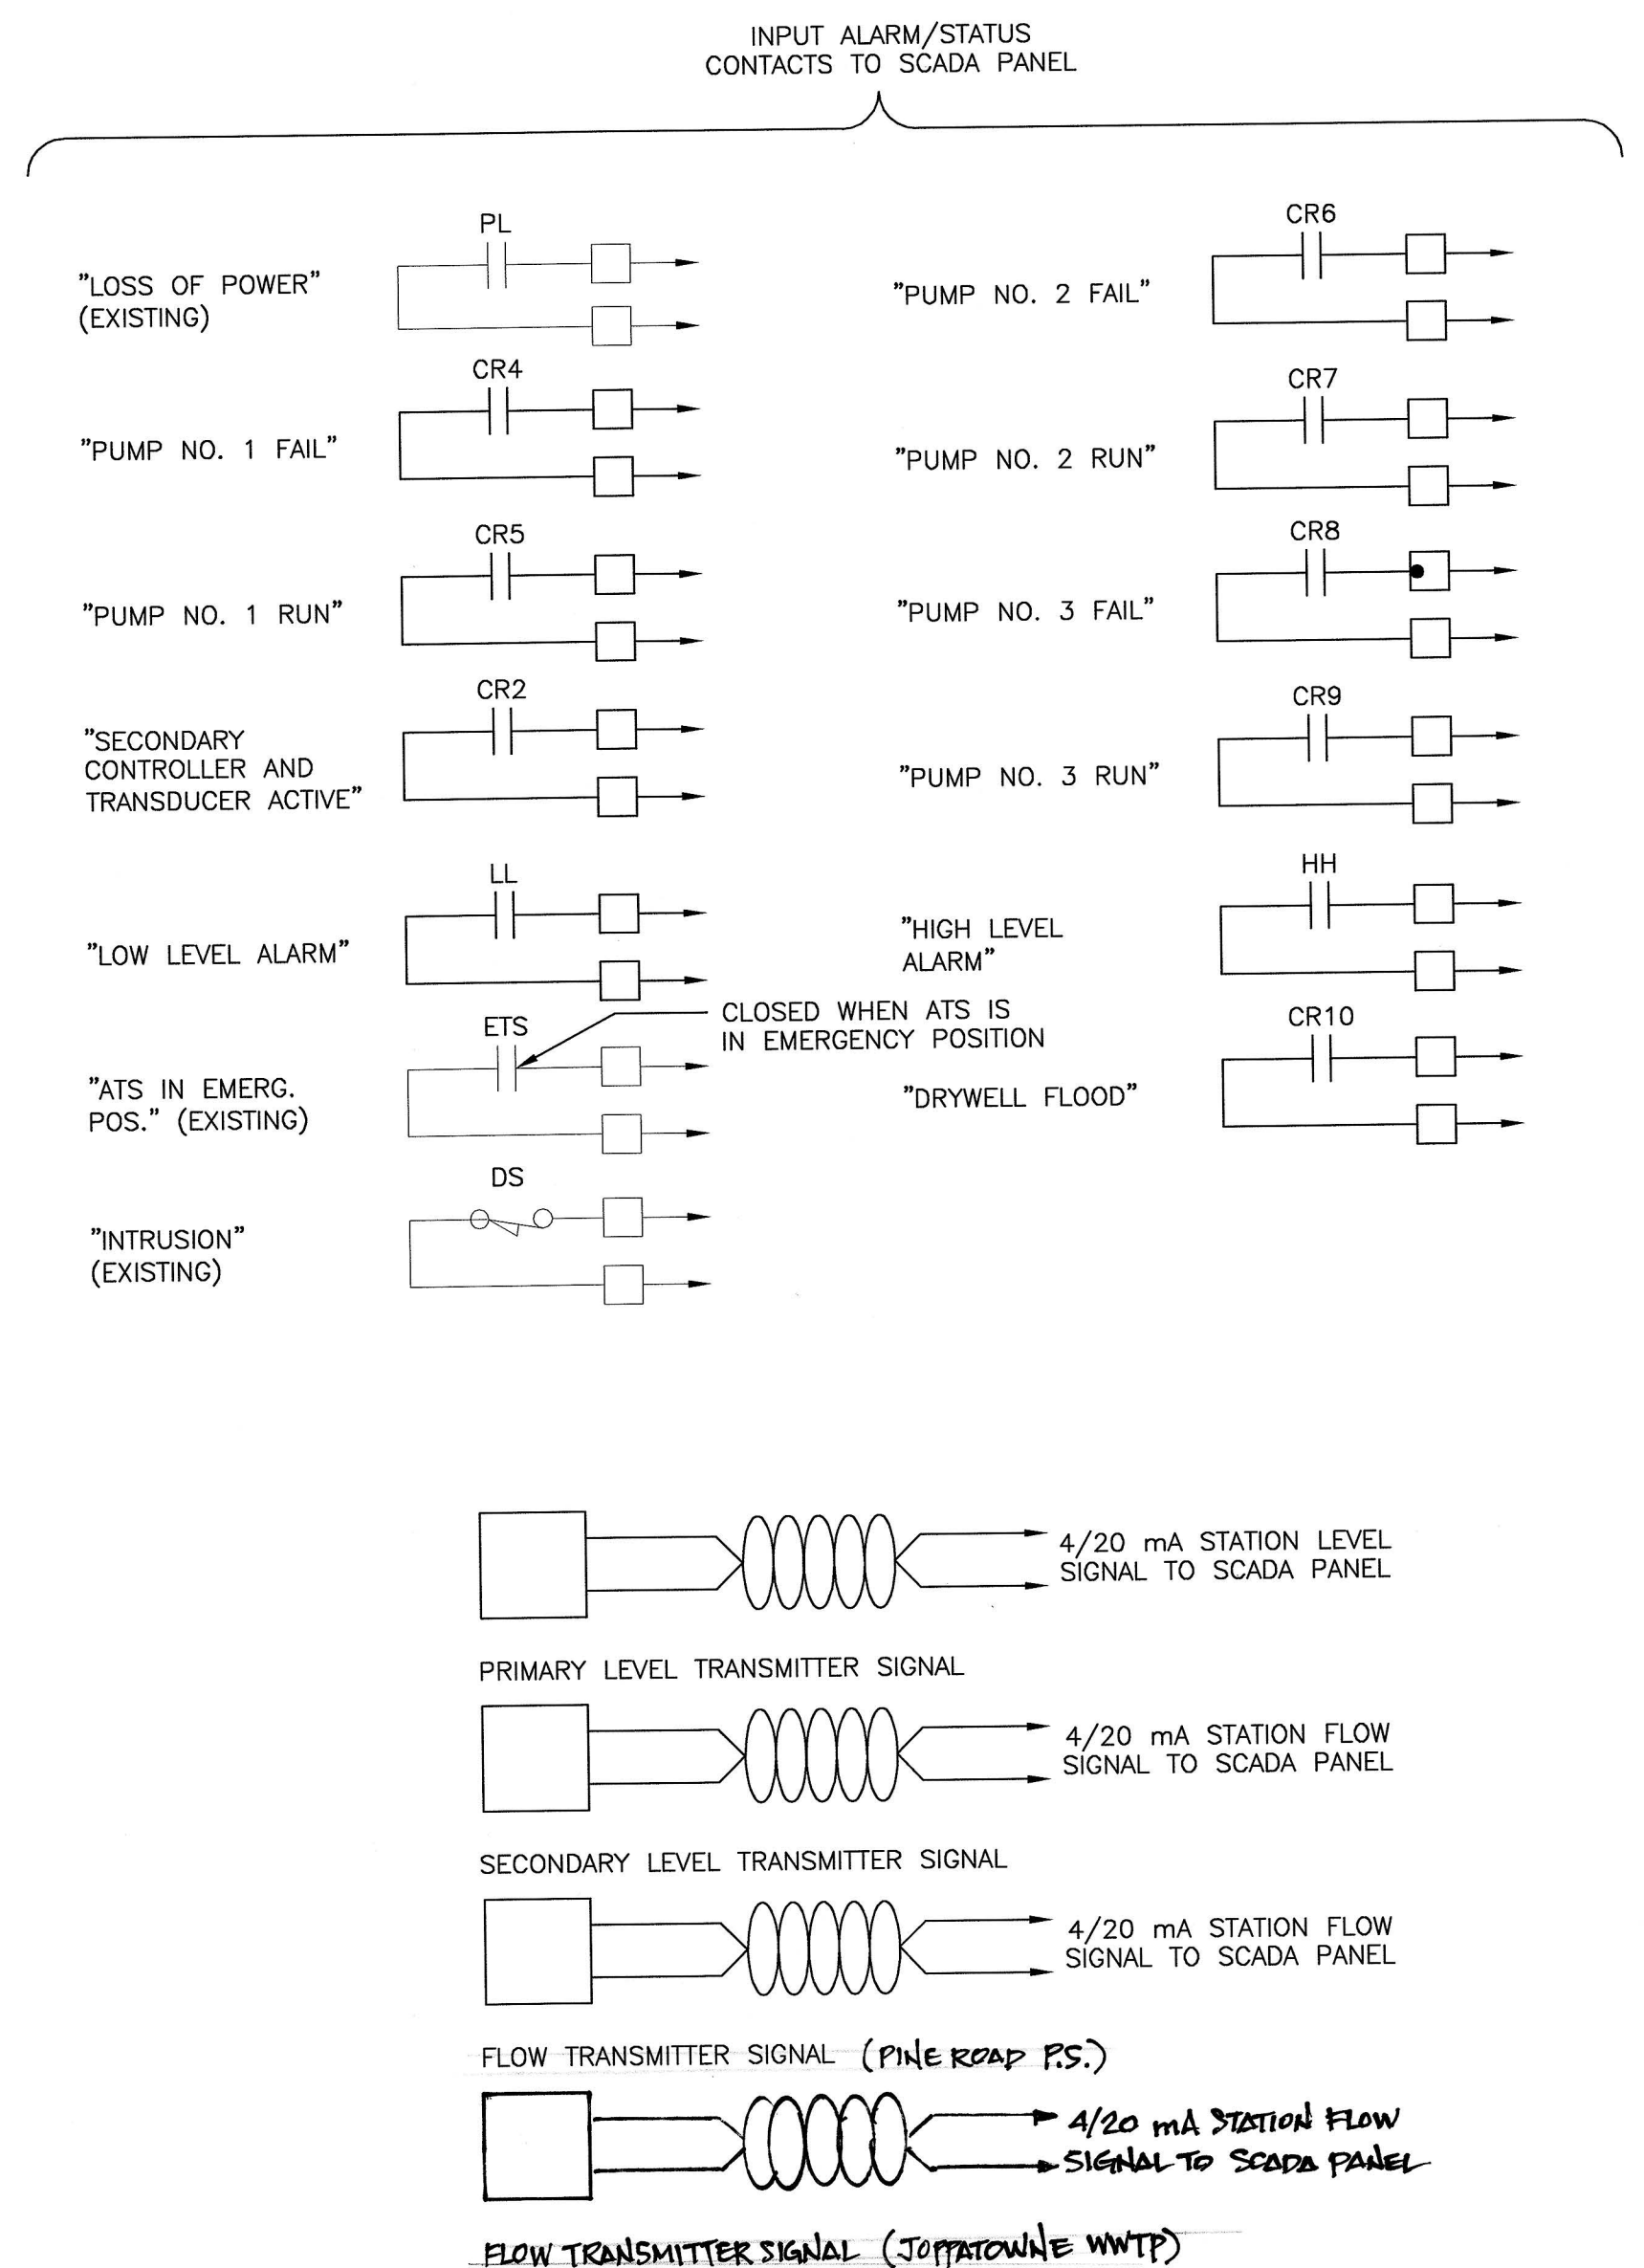 INPUT ALARM/STATUS
CONTACTS TO SCADA PANEL
PL
"LOSS OF POWER"
(EXISTING)
CR4
"PUMP NO. 1 FAIL"
CR5
"PUMP NO. 1 RUN"
CR2
"SECONDARY
CONTROLLER AND
TRANSDUCER ACTIVE"
LL
"LOW LEVEL ALARM"
ETS
CLOSED WHEN ATS IS
IN EMERGENCY POSITION
"ATS IN EMERG.
POS." (EXISTING)
DS
"INTRUSION"
(EXISTING)
CR6
"PUMP NO. 2 FAIL"
CR7
"PUMP NO. 2 RUN"
CR8
"PUMP NO. 3 FAIL"
CR9
"PUMP NO. 3 RUN"
HH
"HIGH LEVEL
ALARM"
CR10
"DRYWELL FLOOD"
4/20 mA STATION LEVEL
SIGNAL TO SCADA PANEL
PRIMARY LEVEL TRANSMITTER SIGNAL
4/20 mA STATION FLOW
SIGNAL TO SCADA PANEL
SECONDARY LEVEL TRANSMITTER SIGNAL
4/20 mA STATION FLOW
SIGNAL TO SCADA PANEL
FLOW TRANSMITTER SIGNAL (PINE ROAD P.S.)
4/20 mA STATION FLOW
SIGNAL TO SCADA PANEL
FLOW TRANSMITTER SIGNAL (JOPPATOWNE WWTP)